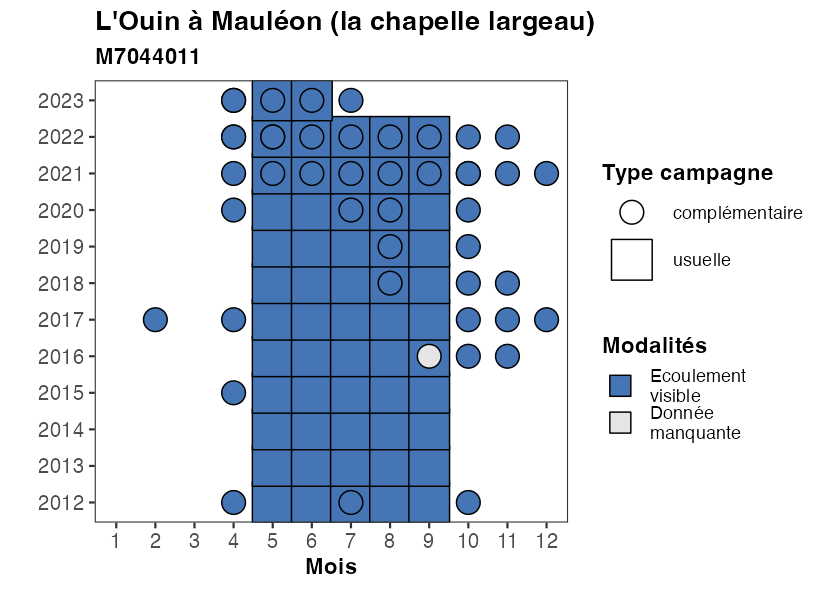 L'Ouin à Mauléon (la chapelle largeau)
M7044011
2023
2022
2021
2020
2019
2018
2017
2016
2015
2014
2013
2012
1 2 3 4 5 6 7 8 9 10 11 12
Mois
Type campagne
complémentaire
usuelle
Modalités
Ecoulement
visible
Donnée
manquante